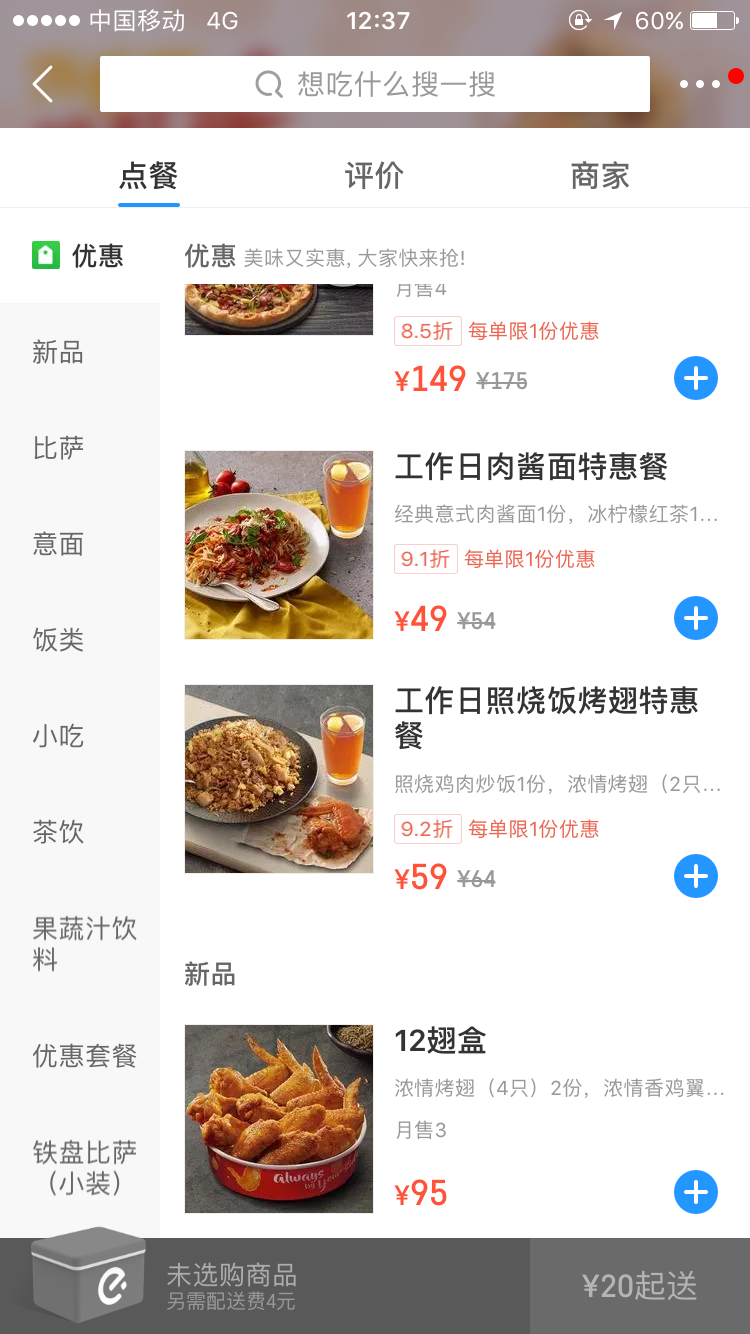 中国移动 4G 12:37 60%
想吃什么搜一搜
点餐 评价 商家
优惠
新品
比萨
意面
饭类
小吃
茶饮
果蔬汁饮
料
优惠套餐
铁盘比萨
（小装）
优惠 美味又实惠, 大家快来抢!
月售4
8.5折 每单限1份优惠
¥149 ¥175
工作日肉酱面特惠餐
经典意式肉酱面1份，冰柠檬红茶1...
9.1折 每单限1份优惠
¥49 ¥54
工作日照烧饭烤翅特惠
餐
照烧鸡肉炒饭1份，浓情烤翅（2只...
9.2折 每单限1份优惠
¥59 ¥64
新品
12翅盒
浓情烤翅（4只）2份，浓情香鸡翼...
月售3
¥95
always
未选购商品
另需配送费4元
¥20起送